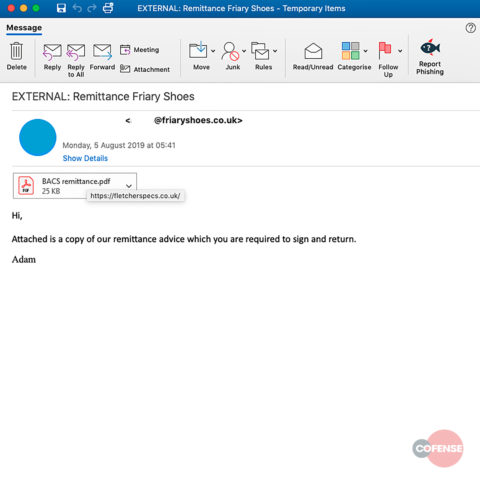 EXTERNAL: Remittance Friary Shoes - Temporary Items
Message
Delete
Reply
Reply to All
Forward
Meeting
Attachment
Move
Junk
Rules
Read/Unread
Categorise
Follow Up
Report Phishing
EXTERNAL: Remittance Friary Shoes
< @friaryshoes.co.uk>
Monday, 5 August 2019 at 05:41
Show Details
BACS remittance.pdf
25 KB
https://fletcherspecs.co.uk/
Hi,
Attached is a copy of our remittance advice which you are required to sign and return.
Adam
COFENSE